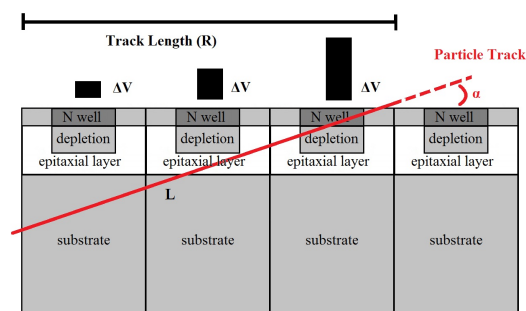 Track Length (R)
Particle Track
ΔV
ΔV
ΔV
α
N well
N well
N well
N well
depletion
depletion
depletion
depletion
epitaxial layer
epitaxial layer
epitaxial layer
epitaxial layer
L
substrate
substrate
substrate
substrate